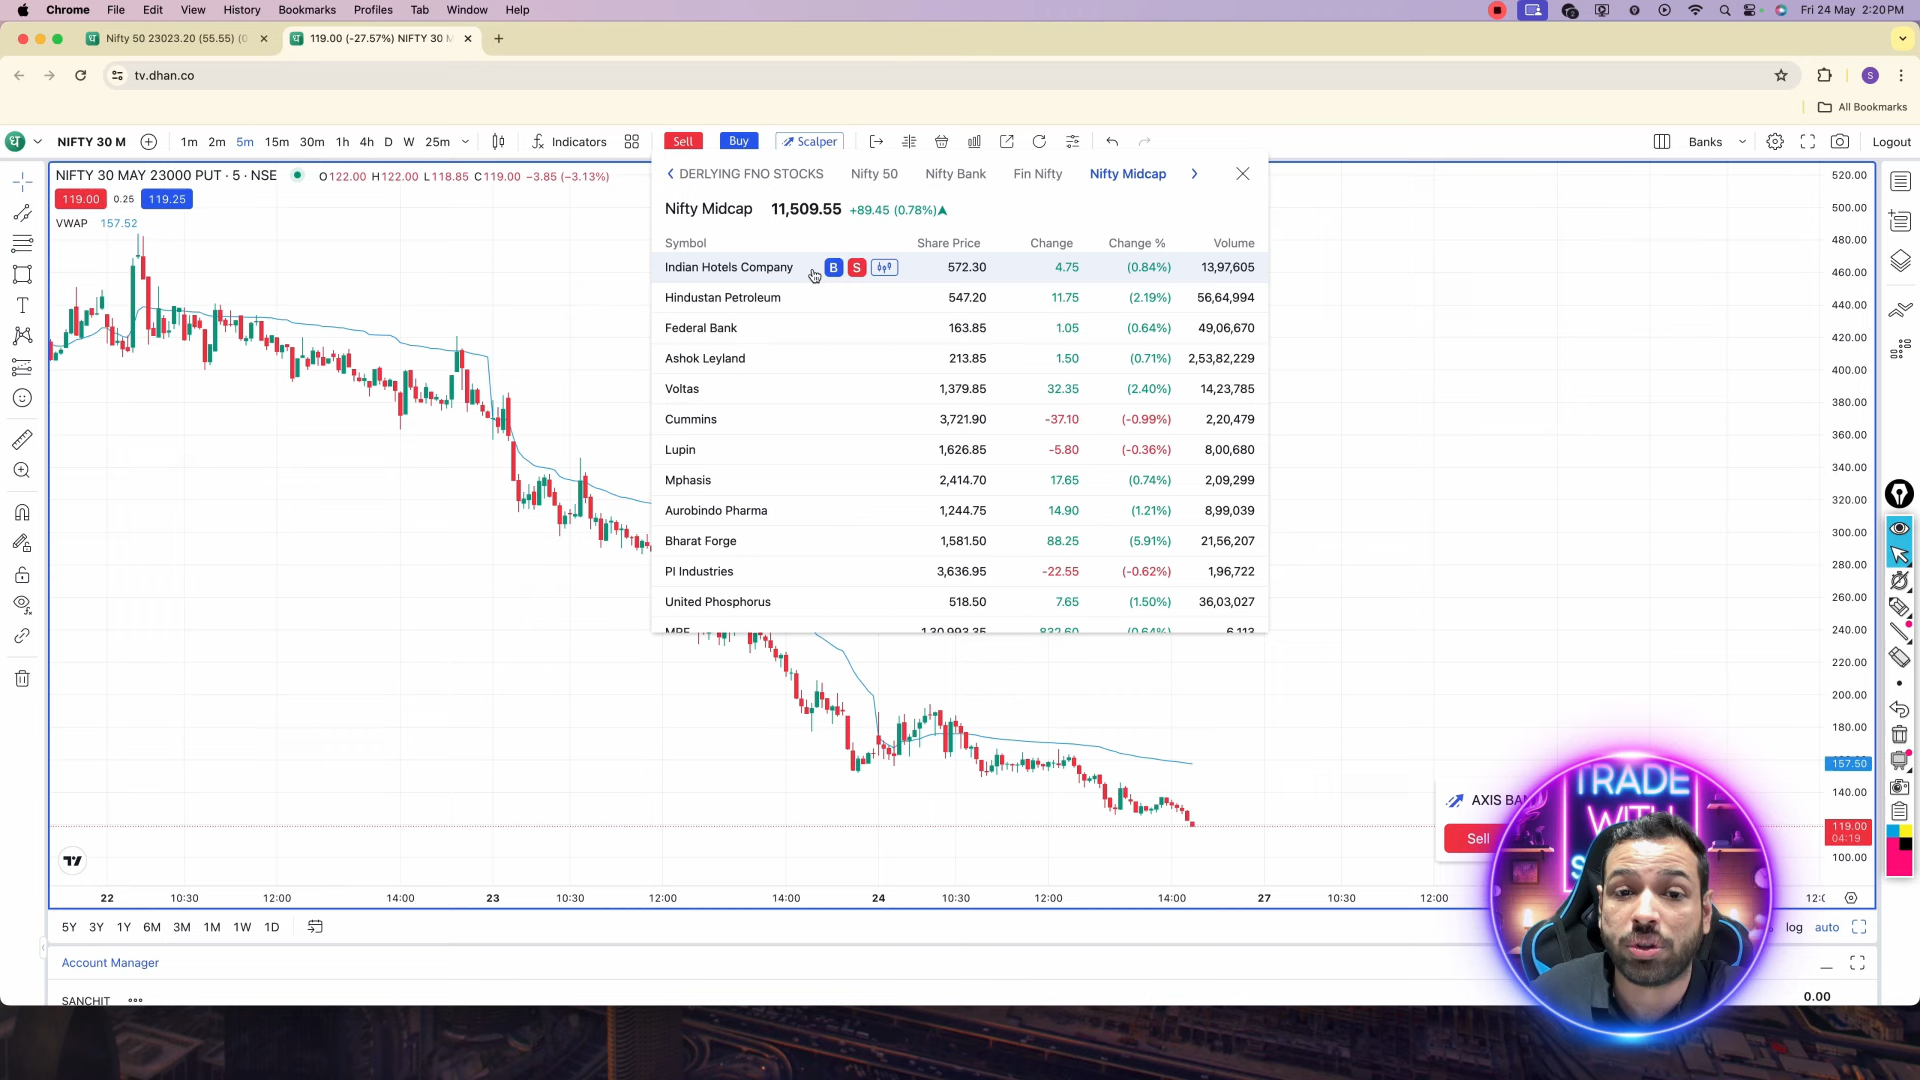 Chrome File Edit View History Bookmarks Profiles Tab Window Help Fri 24 May 2:20 PM
Nifty 50 23023.20 (55.55) 119.00 (-27.57%) NIFTY 30 M
tv.dhan.co
All Bookmarks
NIFTY 30 M 1m 2m 5m 15m 30m 1h 4h D W 25m Indicators Sell Buy Scalper Banks Logout
NIFTY 30 MAY 23000 PUT · 5 · NSE O122.00 H122.00 L118.85 C119.00 −3.85 (−3.13%)
119.00 0.25 119.25
VWAP 157.52
DERLYING FNO STOCKS Nifty 50 Nifty Bank Fin Nifty Nifty Midcap
Nifty Midcap 11,509.55 +89.45 (0.78%)
Symbol Share Price Change Change % Volume
Indian Hotels Company B S 572.30 4.75 (0.84%) 13,97,605
Hindustan Petroleum 547.20 11.75 (2.19%) 56,64,994
Federal Bank 163.85 1.05 (0.64%) 49,06,670
Ashok Leyland 213.85 1.50 (0.71%) 2,53,82,229
Voltas 1,379.85 32.35 (2.40%) 14,23,785
Cummins 3,721.90 -37.10 (-0.99%) 2,20,479
Lupin 1,626.85 -5.80 (-0.36%) 8,00,680
Mphasis 2,414.70 17.65 (0.74%) 2,09,299
Aurobindo Pharma 1,244.75 14.90 (1.21%) 8,99,039
Bharat Forge 1,581.50 88.25 (5.91%) 21,56,207
PI Industries 3,636.95 -22.55 (-0.62%) 1,96,722
United Phosphorus 518.50 7.65 (1.50%) 36,03,027
MRF 1,30,993.35 832.60 (0.64%) 6,113
520.00
500.00
480.00
460.00
440.00
420.00
400.00
380.00
360.00
340.00
320.00
300.00
280.00
260.00
240.00
220.00
200.00
180.00
157.50
140.00
119.00
04:19
100.00
AXIS BAN
Sell
TRADE
WITH
S
22 10:30 12:00 14:00 23 10:30 12:00 14:00 24 10:30 12:00 14:00 27 10:30 12:00
5Y 3Y 1Y 6M 3M 1M 1W 1D log auto
Account Manager
SANCHIT 0.00